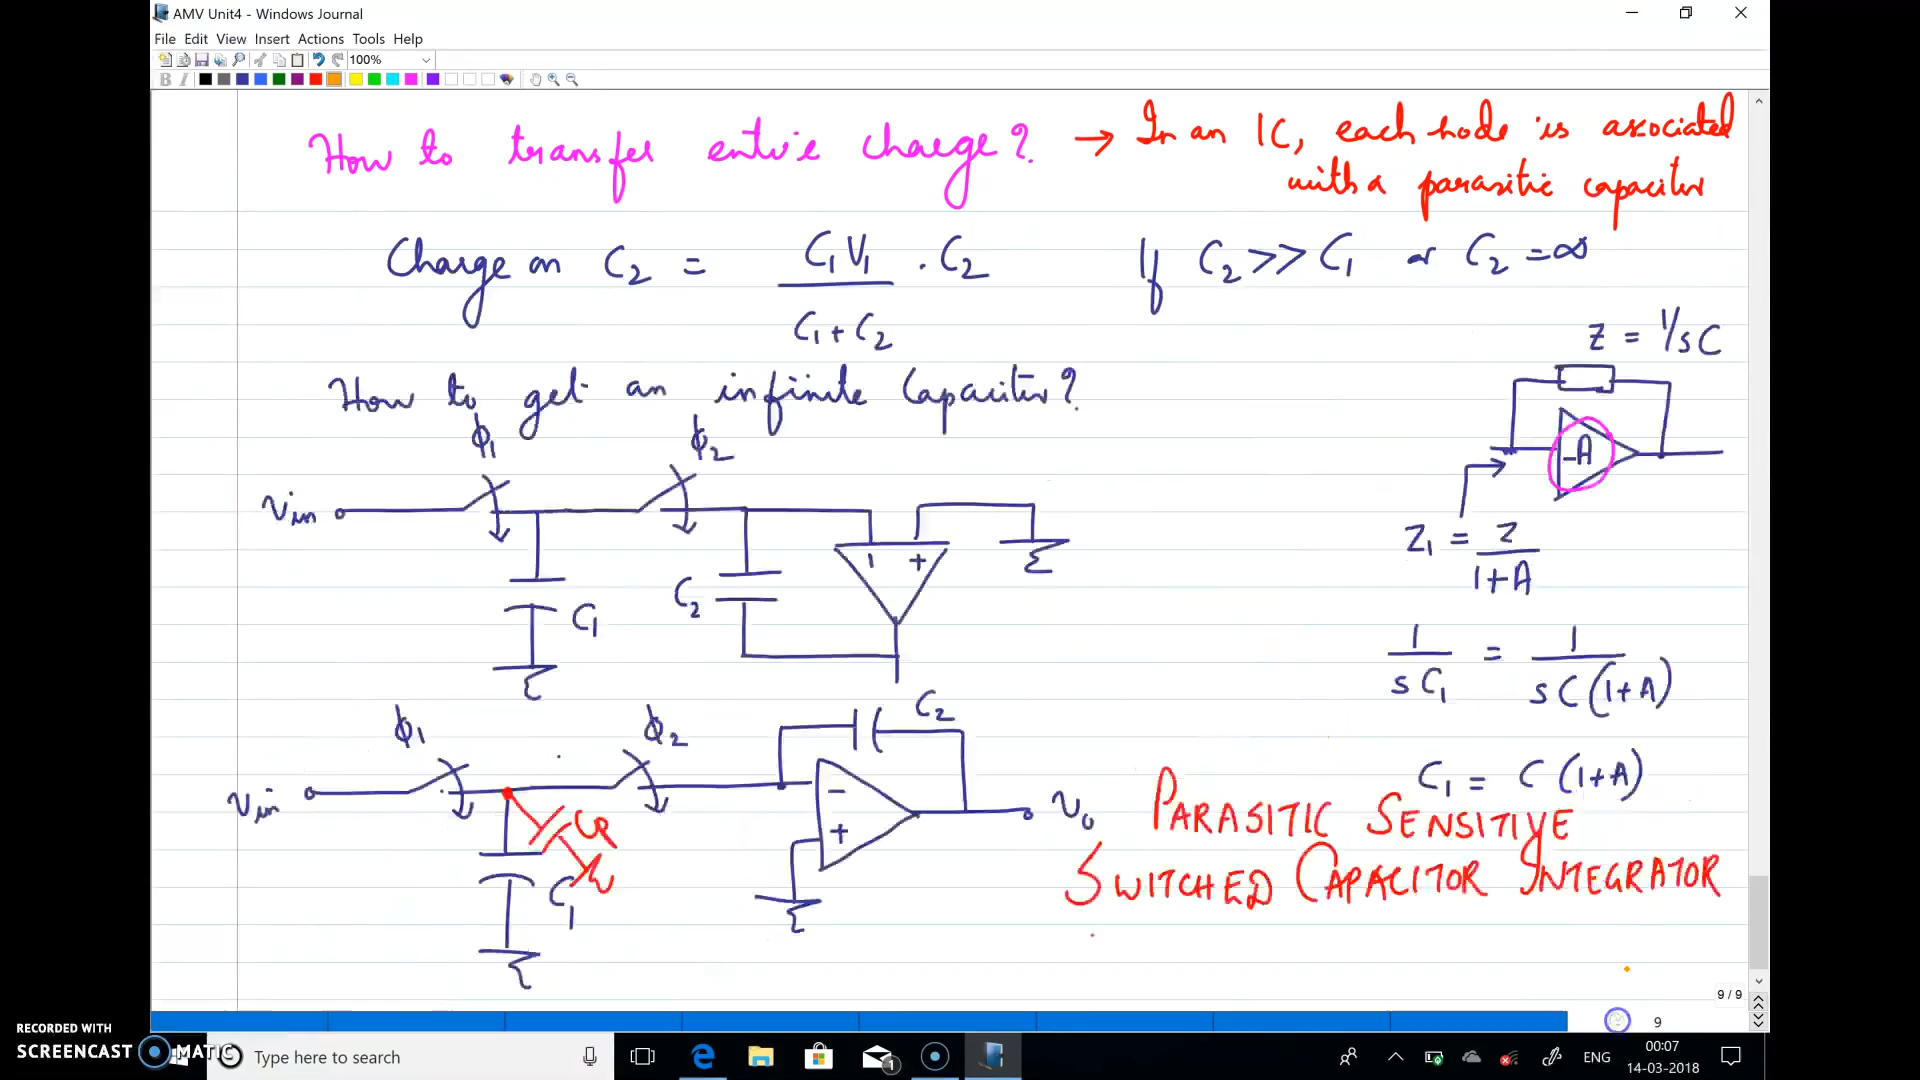 AMV Unit4 - Windows Journal
File Edit View Insert Actions Tools Help
100%
How to transfer entire charge? → In an IC, each node is asociated
with a parasitic capacitor
Charge on C2 = C1V1 / (C1 + C2) . C2
If C2 >> C1 or C2 = ∞
Z = 1/sC
How to get an infinite Capacitor?
ϕ1 ϕ2
-A
Vin
- +
Z1 = Z / (1+A)
C1
C2
1 / sC1 = 1 / sC(1+A)
C2
ϕ1 ϕ2
C1 = C(1+A)
Vin
- +
Vo
CP
C1
PARASITIC SENSITIVE
SWITCHED CAPACITOR INTEGRATOR
9 / 9
9
RECORDED WITH
SCREENCAST MATIC
Type here to search
1
ENG
00:07
14-03-2018